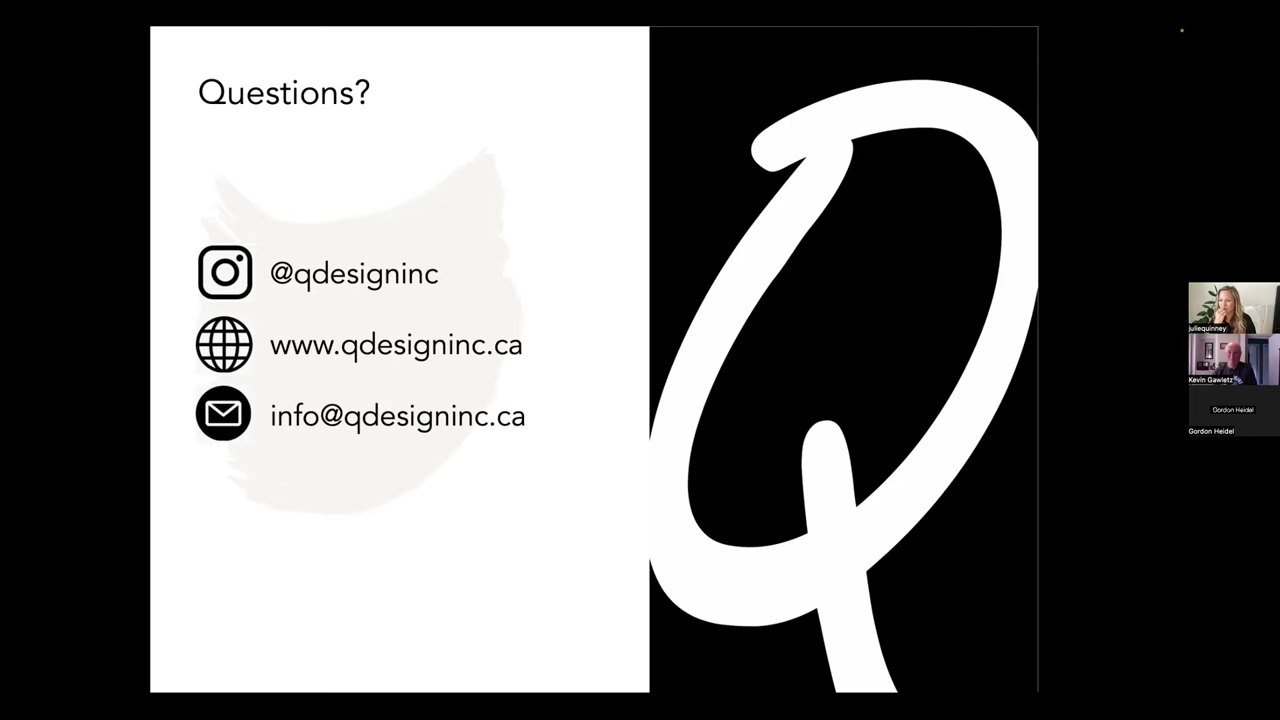 Questions?
@qdesigninc
www.qdesigninc.ca
info@qdesigninc.ca
Q
juliequinney
Kevin Gawletz
Gordon Heidel
Gordon Heidel